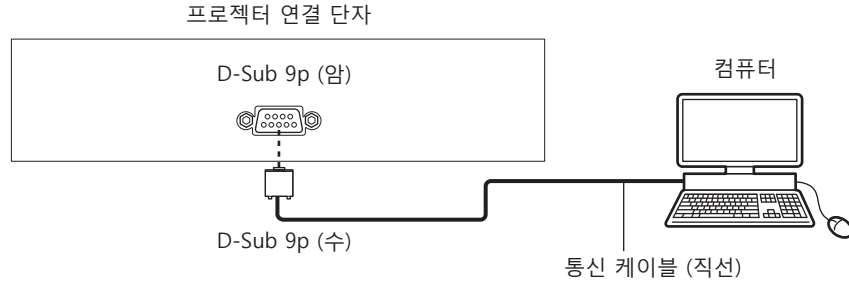 프로젝터 연결 단자
D-Sub 9p (암)
컴퓨터
D-Sub 9p (수)
통신 케이블 (직선)